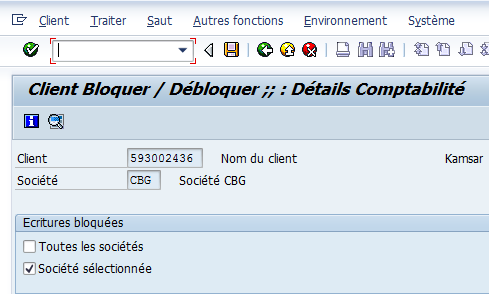 Client Traiter Saut Autres fonctions Environnement Système
Client Bloquer / Débloquer ;; : Détails Comptabilité
Client 593002436 Nom du client Kamsar
Société CBG Société CBG
Ecritures bloquées
Toutes les sociétés
Société sélectionnée